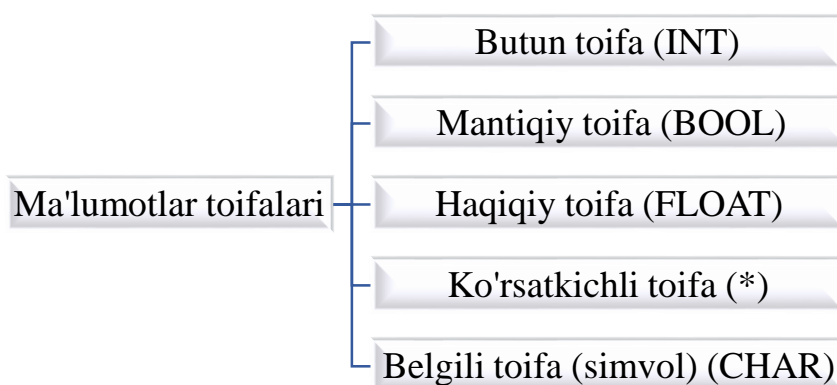 Ma'lumotlar toifalari
Butun toifa (INT)
Mantiqiy toifa (BOOL)
Haqiqiy toifa (FLOAT)
Ko'rsatkichli toifa (*)
Belgili toifa (simvol) (CHAR)